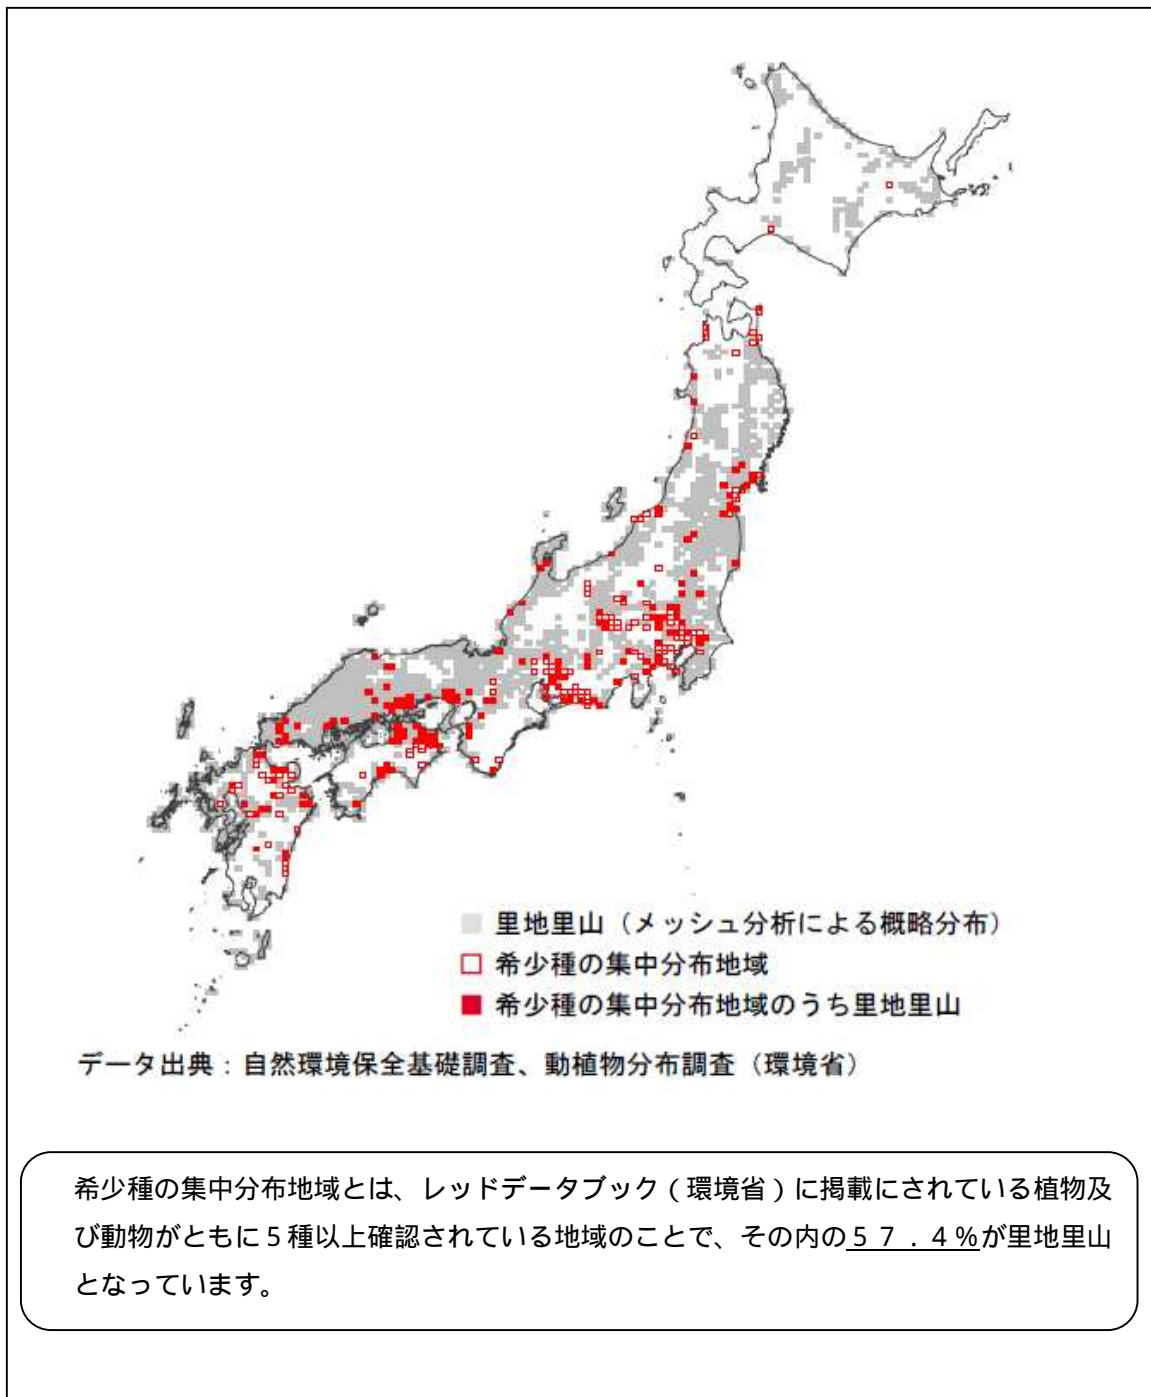 里地里山（メッシュ分析による概略分布）
希少種の集中分布地域
希少種の集中分布地域のうち里地里山
データ出典：自然環境保全基礎調査、動植物分布調査（環境省）
希少種の集中分布地域とは、レッドデータブック（環境省）に掲載にされている植物及
び動物がともに５種以上確認されている地域のことで、その内の５７．４％が里地里山
となっています。